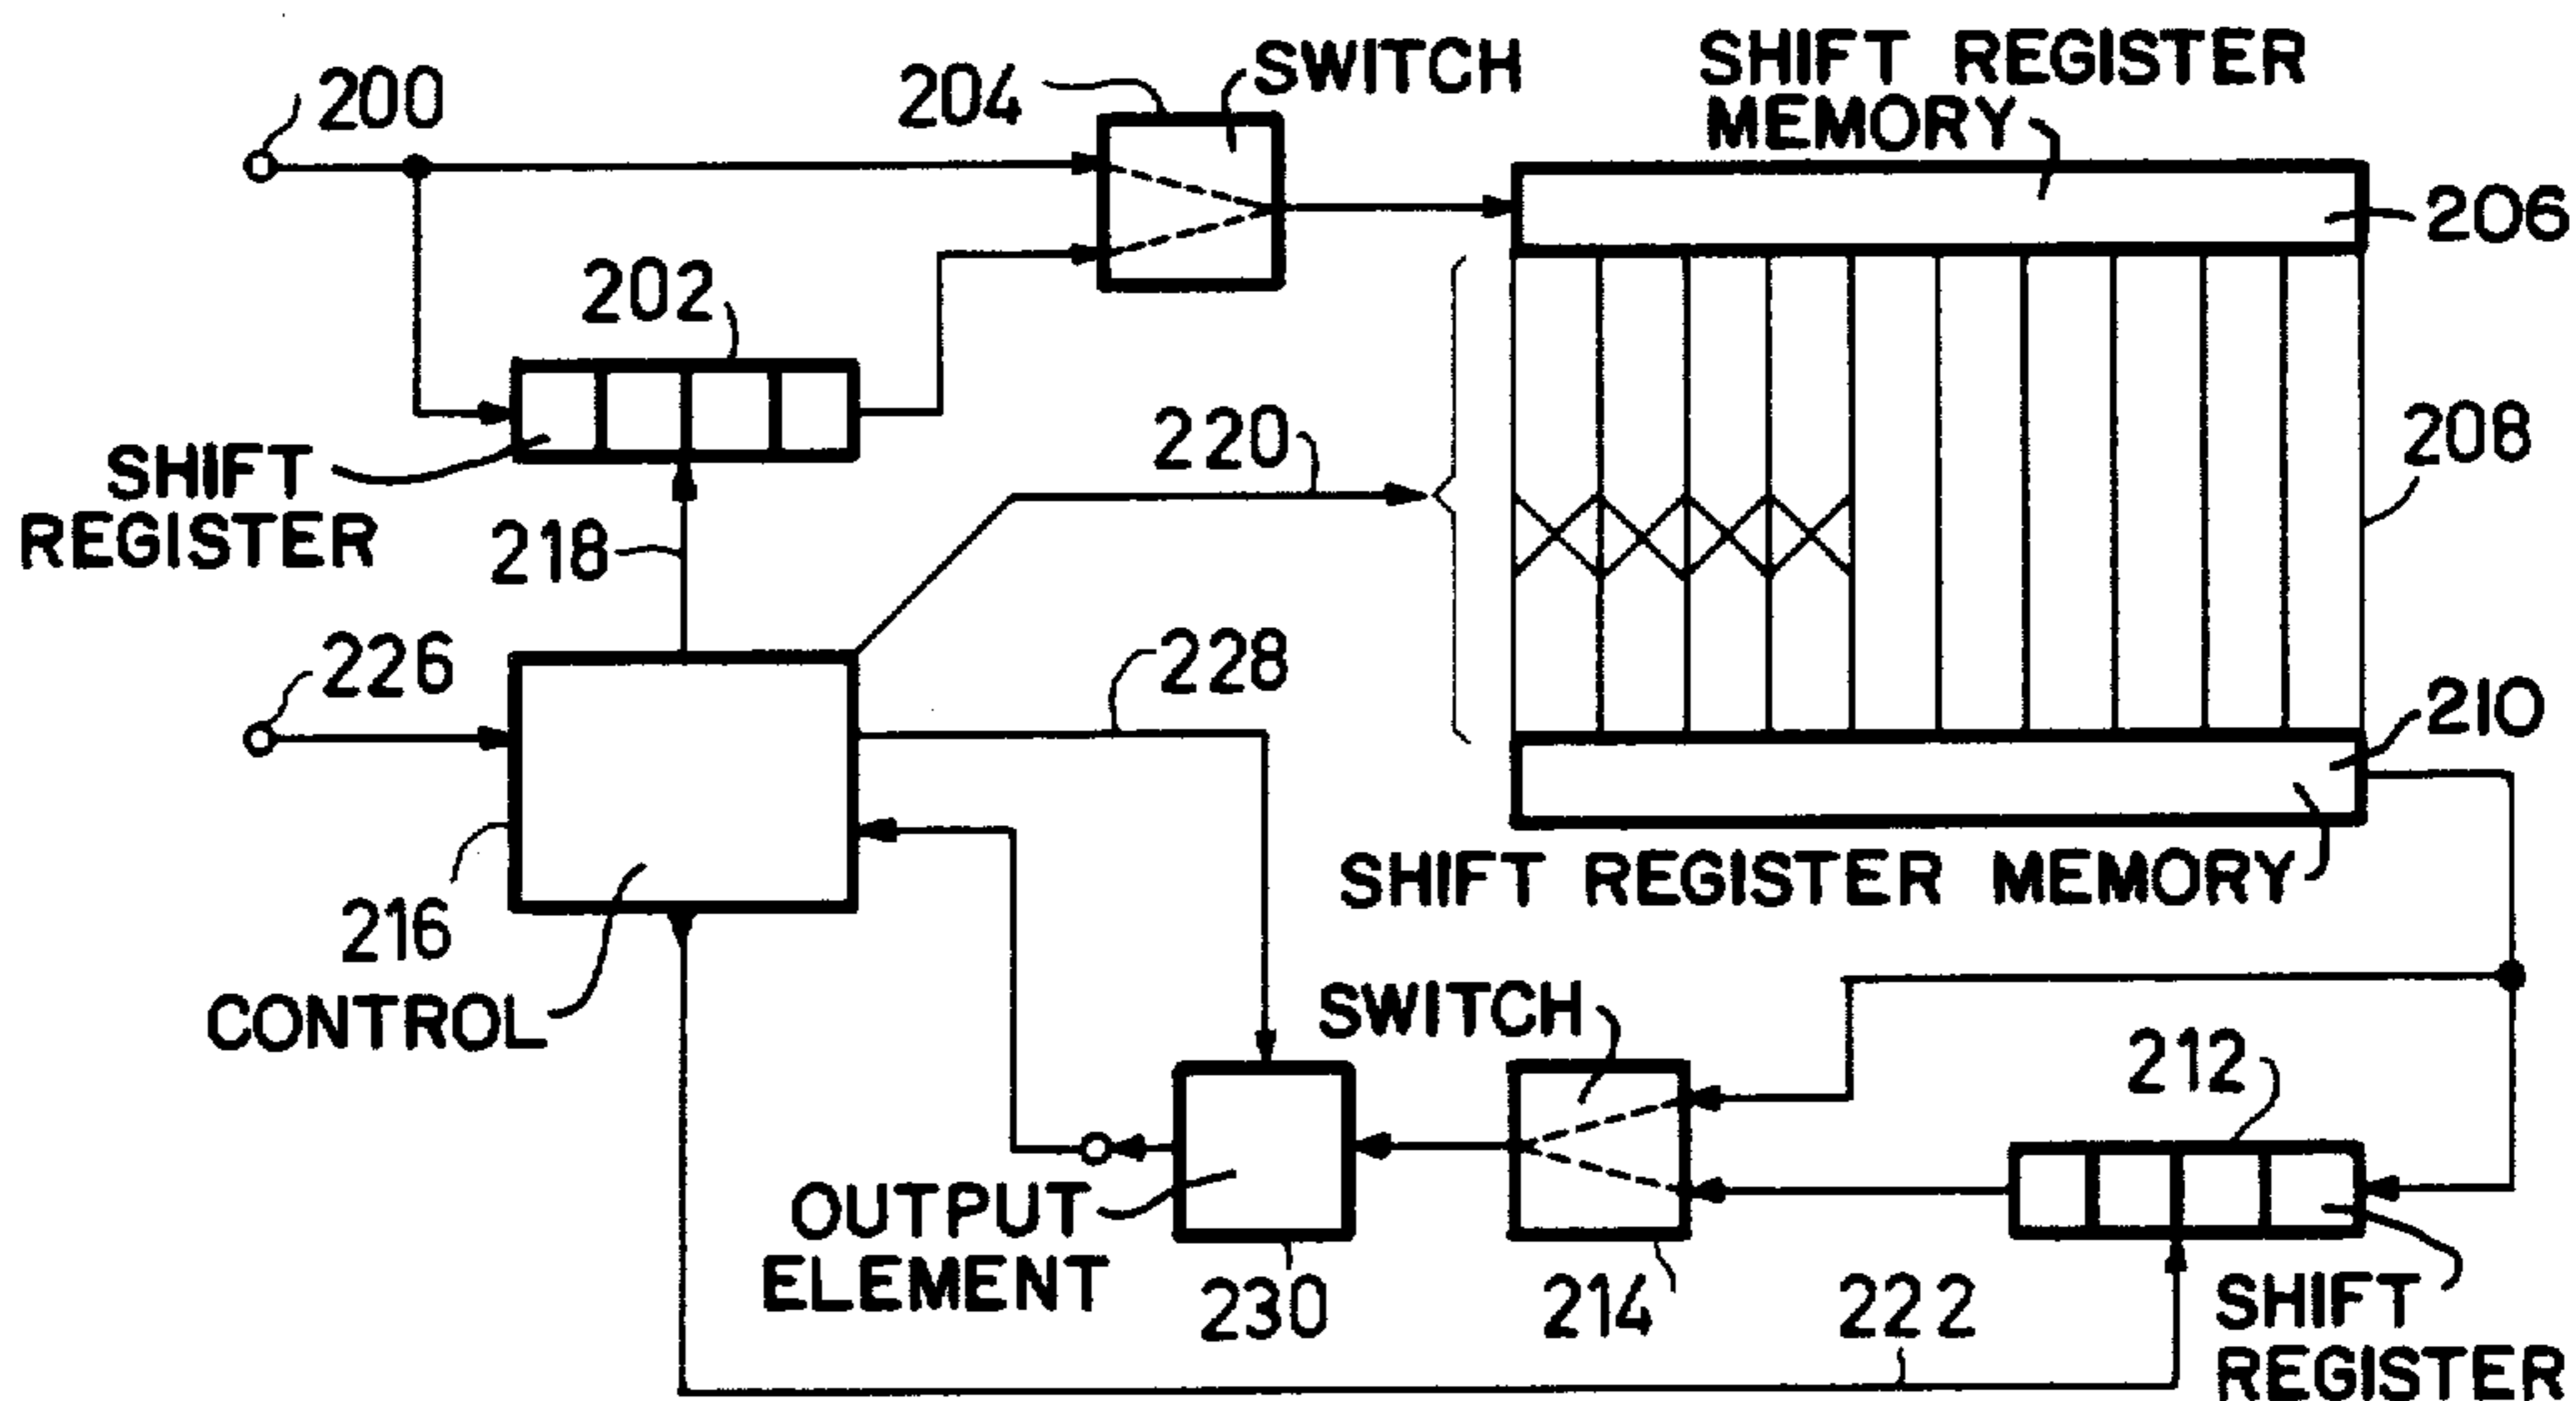 200
204
SWITCH
SHIFT REGISTER
MEMORY
206
202
SHIFT
REGISTER
218
220
208
226
228
210
216
CONTROL
SHIFT REGISTER MEMORY
SWITCH
212
OUTPUT
ELEMENT
230
214
222
SHIFT
REGISTER